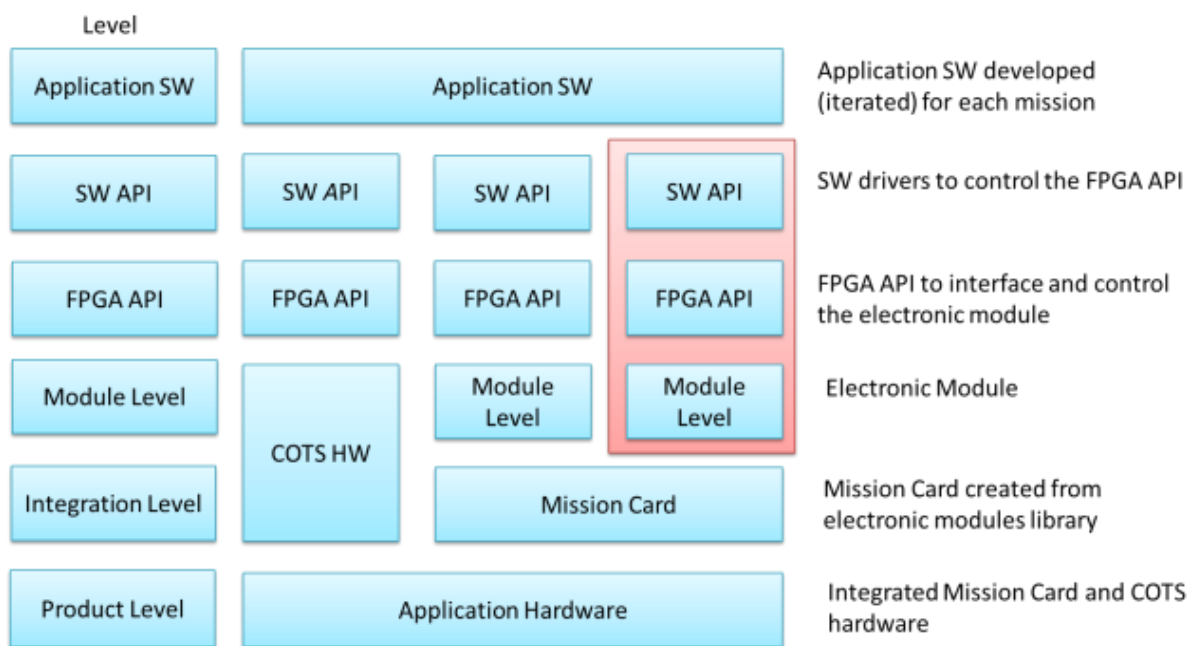 Level
Application SW
Application SW
Application SW developed
(iterated) for each mission
SW API
SW API
SW API
SW API
SW drivers to control the FPGA API
FPGA API
FPGA API
FPGA API
FPGA API
FPGA API to interface and control
the electronic module
Module Level
COTS HW
Module
Level
Module
Level
Electronic Module
Integration Level
Mission Card
Mission Card created from
electronic modules library
Product Level
Application Hardware
Integrated Mission Card and COTS
hardware